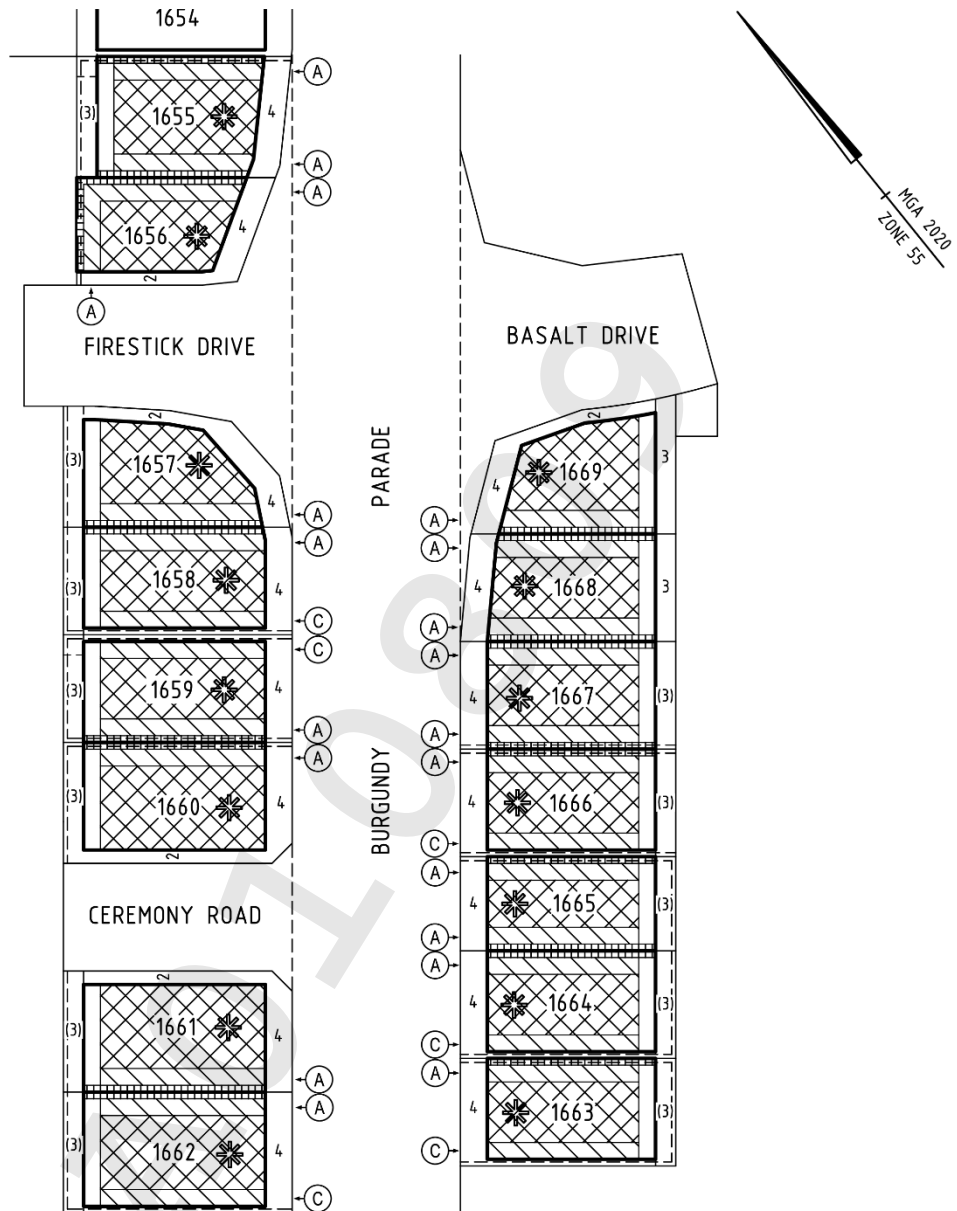 1654
A
(3)
1655
4
A
A
1656
4
2
A
MGA 2020
ZONE 55
FIRESTICK DRIVE
BASALT DRIVE
2
2
(3)
1657
4
PARADE
4
1669
3
A
A
A
A
(3)
1658
4
4
1668
3
C
A
C
A
(3)
1659
4
4
1667
(3)
A
A
A
A
(3)
1660
4
BURGUNDY
4
1666
(3)
2
C
A
CEREMONY ROAD
4
1665
(3)
A
2
A
(3)
1661
4
4
1664
(3)
A
C
A
A
(3)
1662
4
4
1663
(3)
C
C